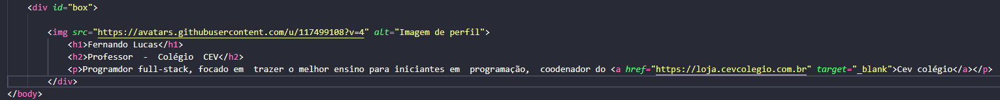 <div id="box">
<img src="https://avatars.githubusercontent.com/u/117499108?v=4" alt="Imagem de perfil">
<h1>Fernando Lucas</h1>
<h2>Professor  -  Colégio  CEV</h2>
<p>Programdor full-stack, focado em  trazer o melhor ensino para iniciantes em  programação,  coodenador do <a href="https://loja.cevcolegio.com.br" target="_blank">Cev colégio</a></p>
</div>
</body>